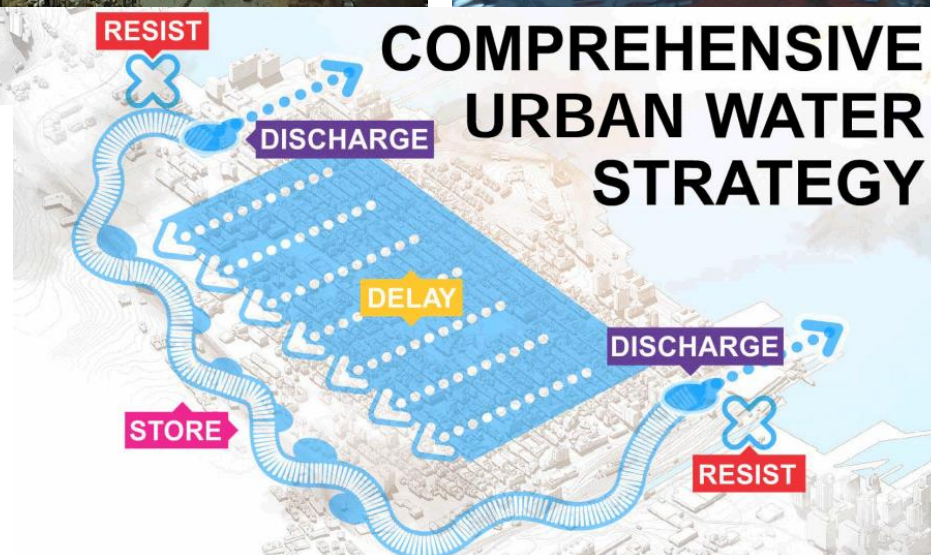 RESIST
COMPREHENSIVE
URBAN WATER
STRATEGY
DISCHARGE
DELAY
DISCHARGE
STORE
RESIST